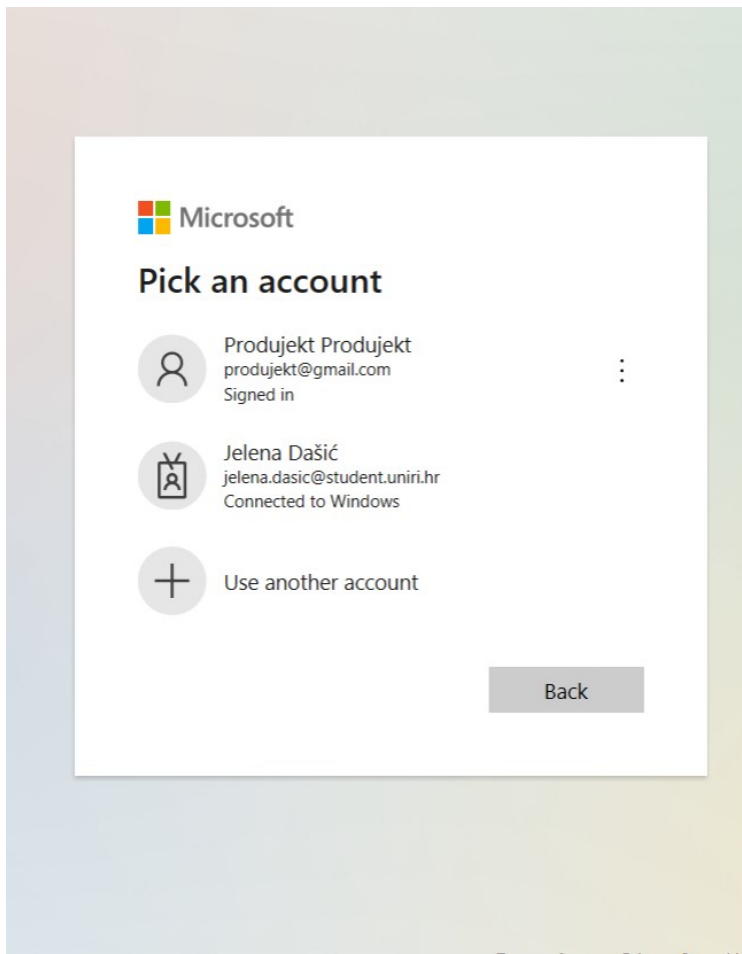 Microsoft
Pick an account
Produjekt Produjekt
produjekt@gmail.com
Signed in
Jelena Dašić
jelena.dasic@student.uniri.hr
Connected to Windows
Use another account
Back